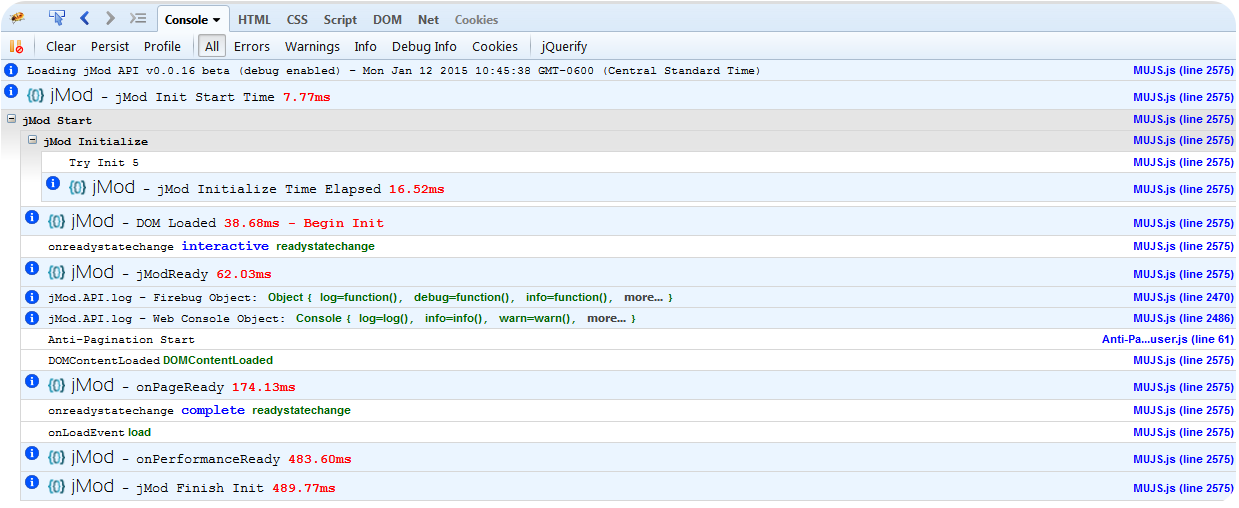 Console HTML CSS Script DOM Net Cookies
Clear Persist Profile All Errors Warnings Info Debug Info Cookies jQuerify
Loading jMod API v0.0.16 beta (debug enabled) - Mon Jan 12 2015 10:45:38 GMT-0600 (Central Standard Time) MUJS.js (line 2575)
{()} jMod - jMod Init Start Time 7.77ms MUJS.js (line 2575)
jMod Start MUJS.js (line 2575)
jMod Initialize MUJS.js (line 2575)
Try Init 5 MUJS.js (line 2575)
{()} jMod - jMod Initialize Time Elapsed 16.52ms MUJS.js (line 2575)
{()} jMod - DOM Loaded 38.68ms - Begin Init MUJS.js (line 2575)
onreadystatechange interactive readystatechange MUJS.js (line 2575)
{()} jMod - jModReady 62.03ms MUJS.js (line 2575)
jMod.API.log - Firebug Object: Object { log=function(), debug=function(), info=function(), more... } MUJS.js (line 2470)
jMod.API.log - Web Console Object: Console { log=log(), info=info(), warn=warn(), more... } MUJS.js (line 2486)
Anti-Pagination Start Anti-Pa...user.js (line 61)
DOMContentLoaded DOMContentLoaded MUJS.js (line 2575)
{()} jMod - onPageReady 174.13ms MUJS.js (line 2575)
onreadystatechange complete readystatechange MUJS.js (line 2575)
onLoadEvent load MUJS.js (line 2575)
{()} jMod - onPerformanceReady 483.60ms MUJS.js (line 2575)
{()} jMod - jMod Finish Init 489.77ms MUJS.js (line 2575)